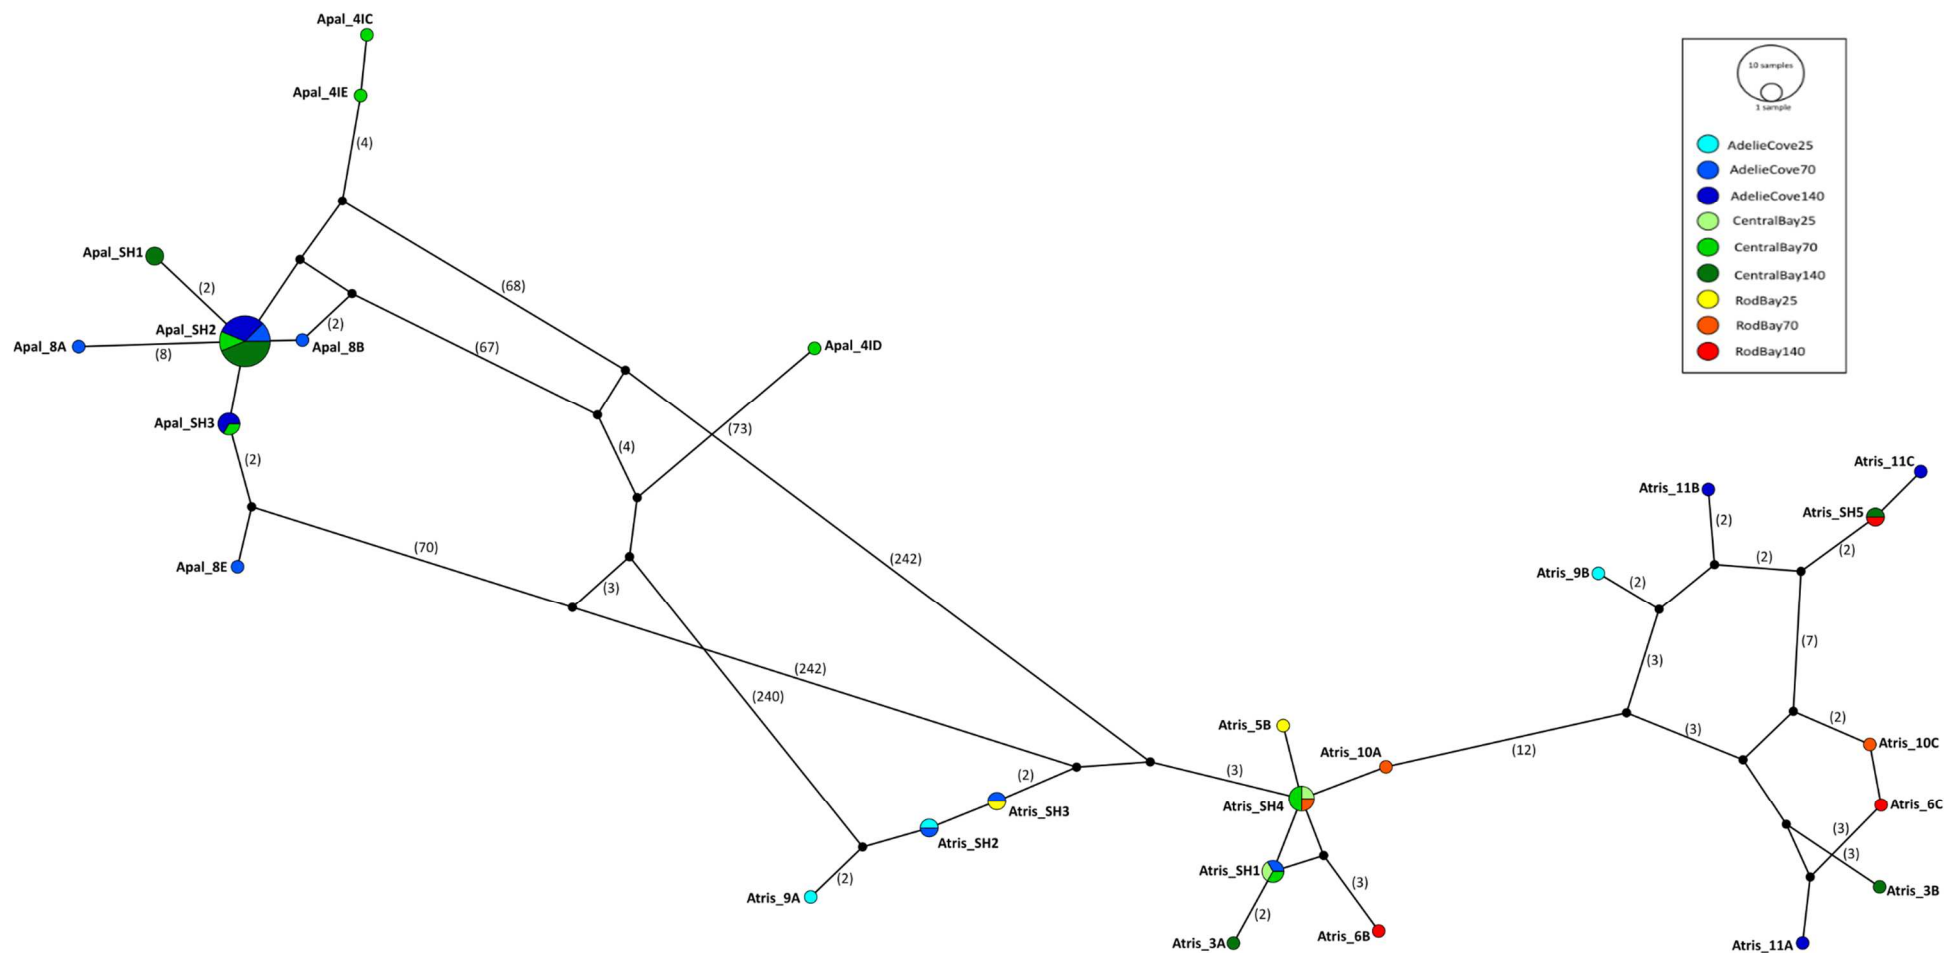 Apal_4IC
Apal_4IE
(4)
10 samples
1 sample
AdelieCove25
AdelieCove70
AdelieCove140
CentralBay25
CentralBay70
CentralBay140
RodBay25
RodBay70
RodBay140
Apal_SH1
(2)
(68)
Apal_SH2
(2)
Apal_8A
(8)
Apal_8B
(67)
Apal_4ID
Apal_SH3
(73)
(4)
(2)
(70)
(242)
Apal_8E
(3)
(242)
(240)
Atris_11C
Atris_11B
Atris_SH5
(2)
(2)
(2)
Atris_9B
(2)
(7)
(3)
Atris_5B
(2)
(3)
Atris_10A
(12)
Atris_10C
(3)
(2)
Atris_SH4
Atris_SH3
Atris_6C
(3)
Atris_SH2
(3)
Atris_SH1
(3)
(2)
Atris_9A
Atris_3B
(2)
Atris_3A
Atris_6B
Atris_11A